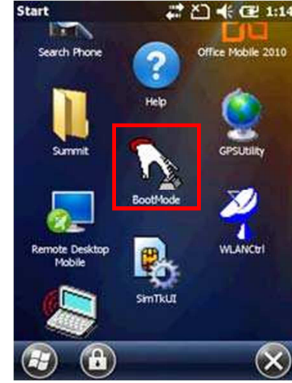 Start 1:14
Search Phone
Office Mobile 2010
Help
Summit
GPSUtility
BootMode
Remote Desktop
Mobile
WLANCtrl
SimTkUI